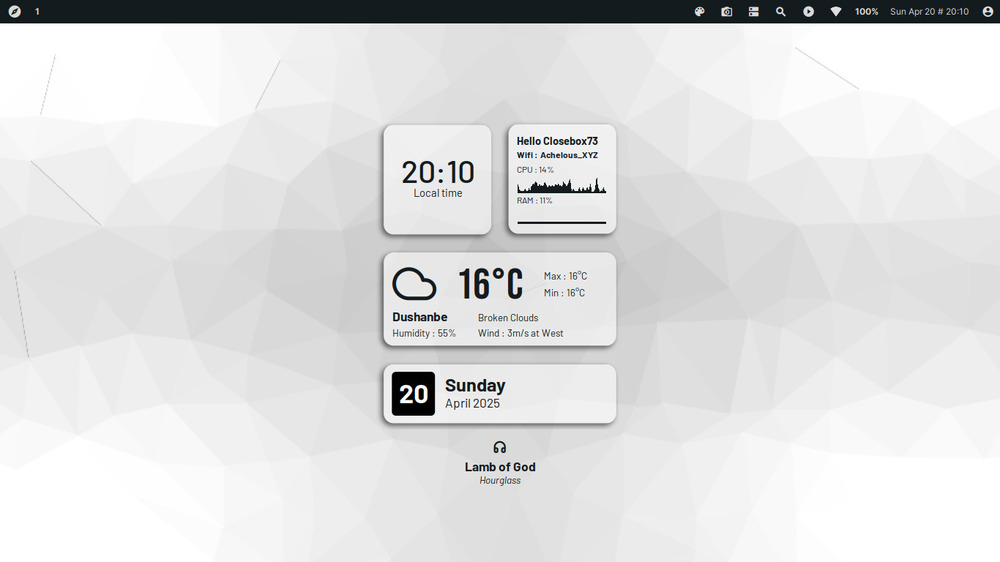 1
100% Sun Apr 20 # 20:10
20:10
Local time
Hello Closebox73
Wifi : Achelous_XYZ
CPU : 14%
RAM : 11%
16°C
Max : 16°C
Min : 16°C
Dushanbe
Broken Clouds
Humidity : 55%
Wind : 3m/s at West
20
Sunday
April 2025
Lamb of God
Hourglass